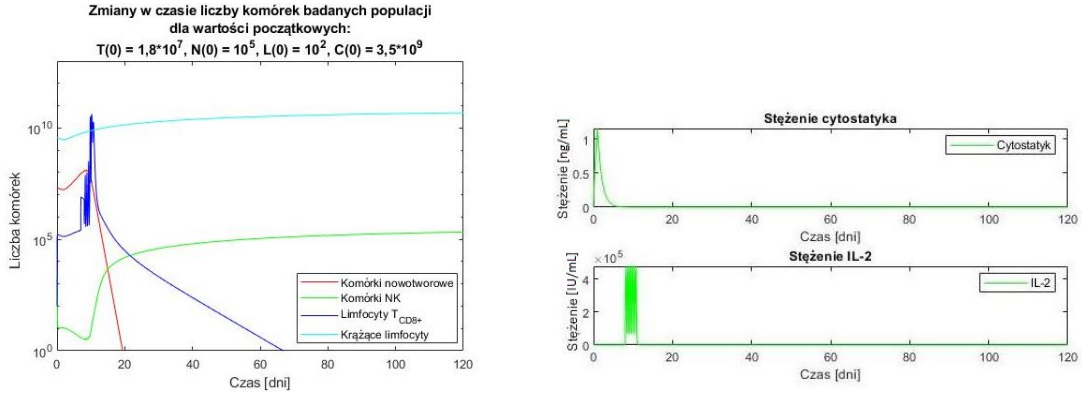 Zmiany w czasie liczby komórek badanych populacji
dla wartości początkowych:
T(0) = 1,8*10^7, N(0) = 10^5, L(0) = 10^2, C(0) = 3,5*10^9
Liczba komórek
10^10
10^5
10^0
0 20 40 60 80 100 120
Czas [dni]
Komórki nowotworowe
Komórki NK
Limfocyty T_CD8+
Krążące limfocyty
Stężenie cytostatyka
Stężenie [ng/mL]
1
0.5
0
Cytostatyk
0 20 40 60 80 100 120
Czas [dni]
Stężenie IL-2
Stężenie [IU/mL]
×10^5
4
2
0
IL-2
0 20 40 60 80 100 120
Czas [dni]